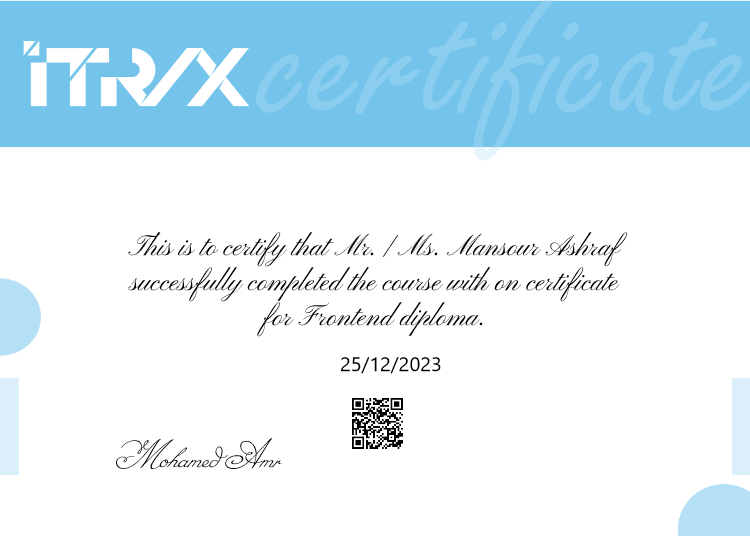 iTRIX
certificate
This is to certify that Mr. / Ms. Mansour Ashraf
successfully completed the course with on certificate
for Frontend diploma.
25/12/2023
Mohamed Amr